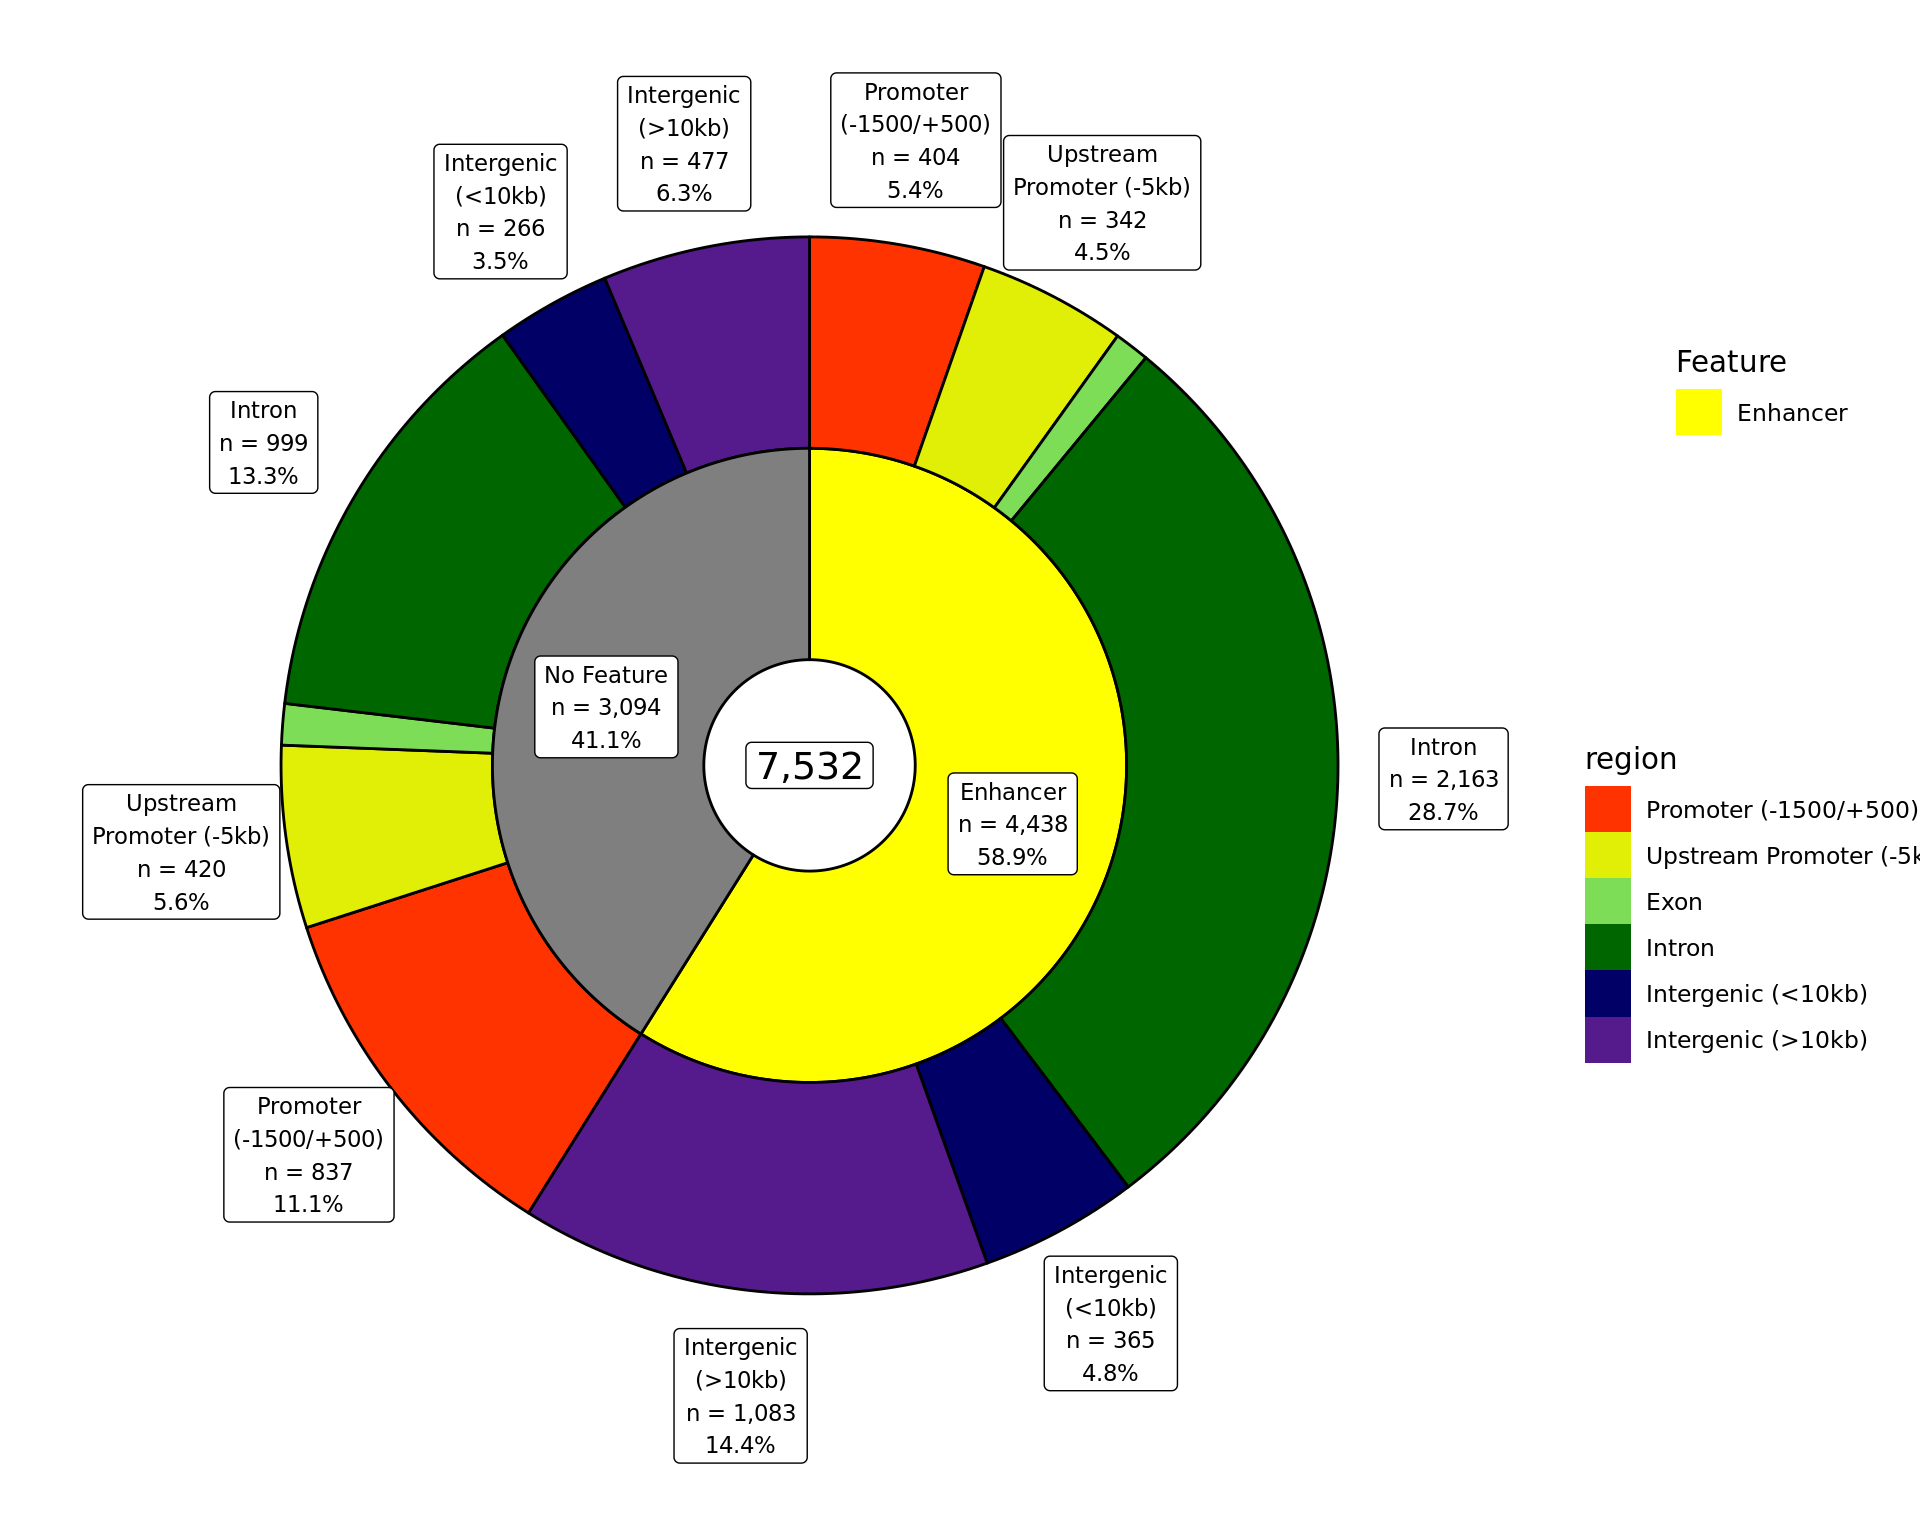 Intergenic
(>10kb)
n = 477
6.3%
Promoter
(-1500/+500)
n = 404
5.4%
Upstream
Promoter (-5kb)
n = 342
4.5%
Intergenic
(<10kb)
n = 266
3.5%
Intron
n = 999
13.3%
Feature
Enhancer
No Feature
n = 3,094
41.1%
7,532
Enhancer
n = 4,438
58.9%
Intron
n = 2,163
28.7%
Upstream
Promoter (-5kb)
n = 420
5.6%
region
Promoter (-1500/+500)
Upstream Promoter (-5k
Exon
Intron
Intergenic (<10kb)
Intergenic (>10kb)
Promoter
(-1500/+500)
n = 837
11.1%
Intergenic
(<10kb)
n = 365
4.8%
Intergenic
(>10kb)
n = 1,083
14.4%